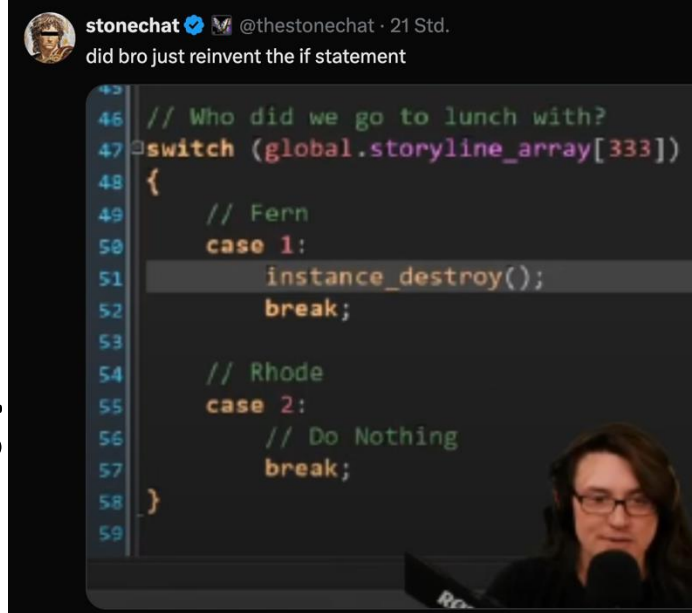 stonechat @thestonechat · 21 Std.
did bro just reinvent the if statement
45
46 // Who did we go to lunch with?
47 switch (global.storyline_array[333])
48 {
49 // Fern
50 case 1:
51 instance_destroy();
52 break;
53
54 // Rhode
55 case 2:
56 // Do Nothing
57 break;
58 }
59